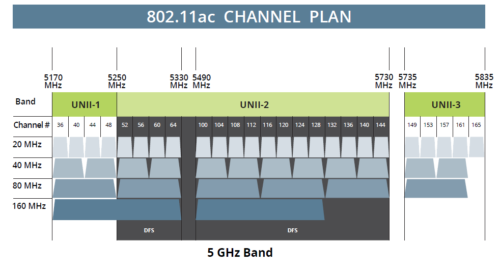 802.11ac CHANNEL PLAN
5170 MHz 5250 MHz 5330 MHz 5490 MHz 5730 MHz 5735 MHz 5835 MHz
Band UNII-1 UNII-2 UNII-3
Channel # 36 40 44 48 52 56 60 64 100 104 108 112 116 120 124 128 132 136 140 144 149 153 157 161 165
20 MHz
40 MHz
80 MHz
160 MHz
DFS DFS
5 GHz Band